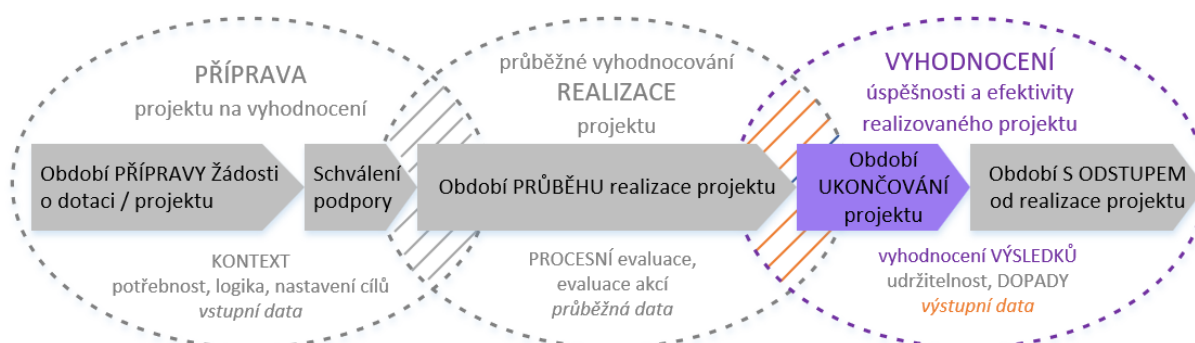 PŘÍPRAVA
projektu na vyhodnocení
průběžné vyhodnocování
REALIZACE
projektu
VYHODNOCENÍ
úspěšnosti a efektivity
realizovaného projektu
Období PŘÍPRAVY Žádosti
o dotaci / projektu
Schválení
podpory
Období PRŮBĚHU realizace projektu
Období
UKONČOVÁNÍ
projektu
Období S ODSTUPEM
od realizace projektu
KONTEXT
potřebnost, logika, nastavení cílů
vstupní data
PROCESNÍ evaluace,
evaluace akcí
průběžná data
vyhodnocení VÝSLEDKŮ
udržitelnost, DOPADY
výstupní data